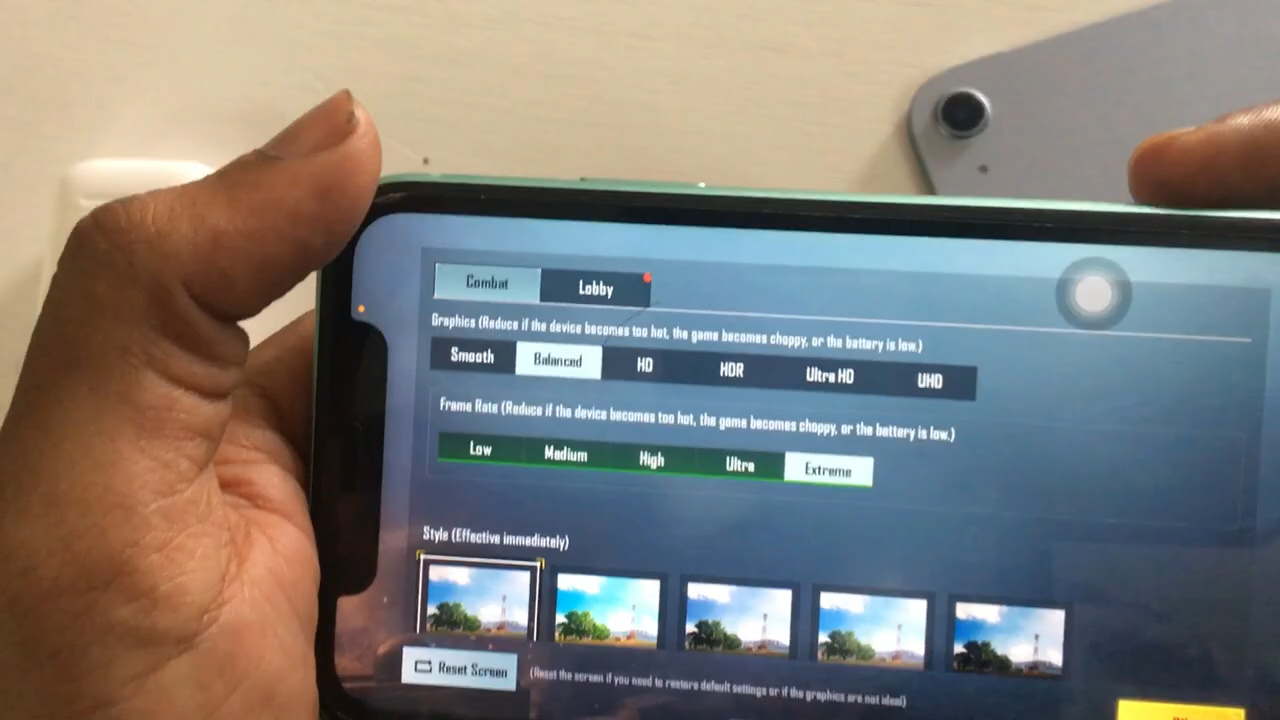 Combat Lobby
Graphics (Reduce if the device becomes too hot, the game becomes choppy, or the battery is low.)
Smooth Balanced HD HDR Ultra HD UHD
Frame Rate (Reduce if the device becomes too hot, the game becomes choppy, or the battery is low.)
Low Medium High Ultra Extreme
Style (Effective immediately)
Reset Screen (Reset the screen if you need to restore default settings or if the graphics are not ideal)